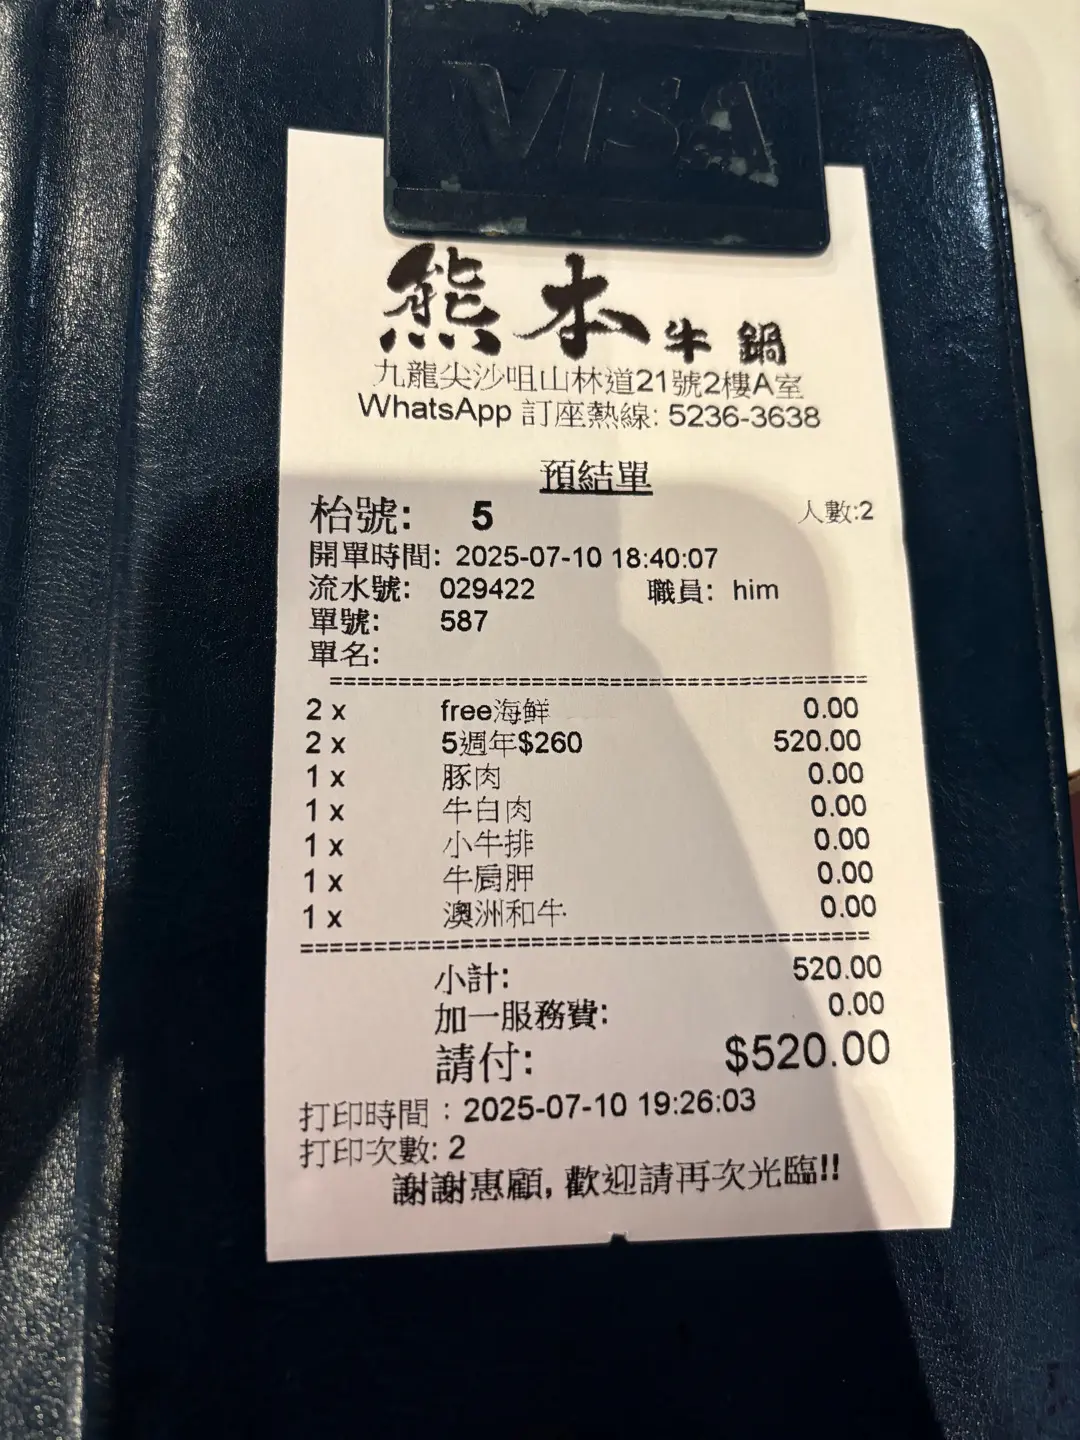 VISA
熊本牛鍋
九龍尖沙咀山林道21號2樓A室
WhatsApp 訂座熱線: 5236-3638
預結單
枱號: 5 人數:2
開單時間: 2025-07-10 18:40:07
流水號: 029422 職員: him
單號: 587
單名:
2 x free海鮮 0.00
2 x 5週年$260 520.00
1 x 豚肉 0.00
1 x 牛白肉 0.00
1 x 小牛排 0.00
1 x 牛肩胛 0.00
1 x 澳洲和牛 0.00
小計: 520.00
加一服務費: 0.00
請付: $520.00
打印時間：2025-07-10 19:26:03
打印次數: 2
謝謝惠顧, 歡迎請再次光臨!!